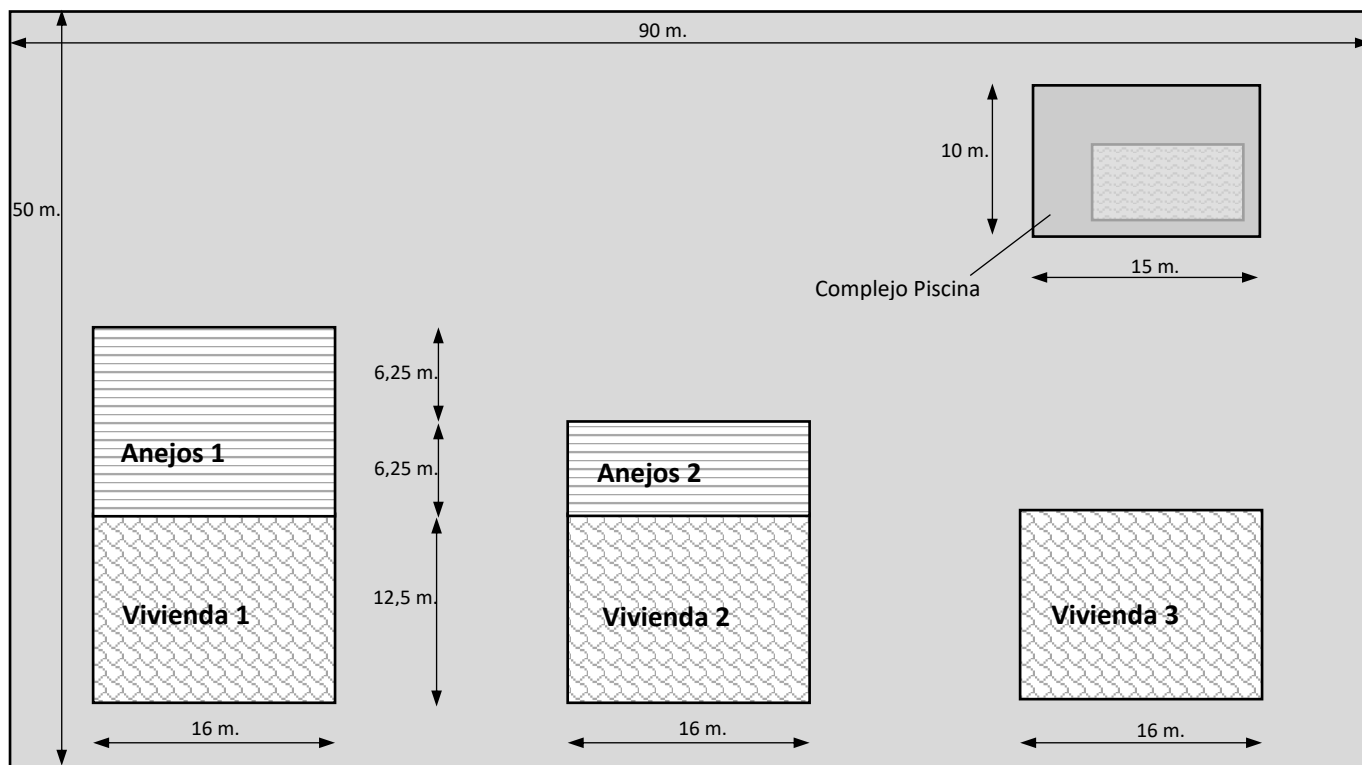 90 m.
10 m.
50 m.
15 m.
Complejo Piscina
6,25 m.
Anejos 1
6,25 m.
Anejos 2
12,5 m.
Vivienda 1
Vivienda 2
Vivienda 3
16 m.
16 m.
16 m.